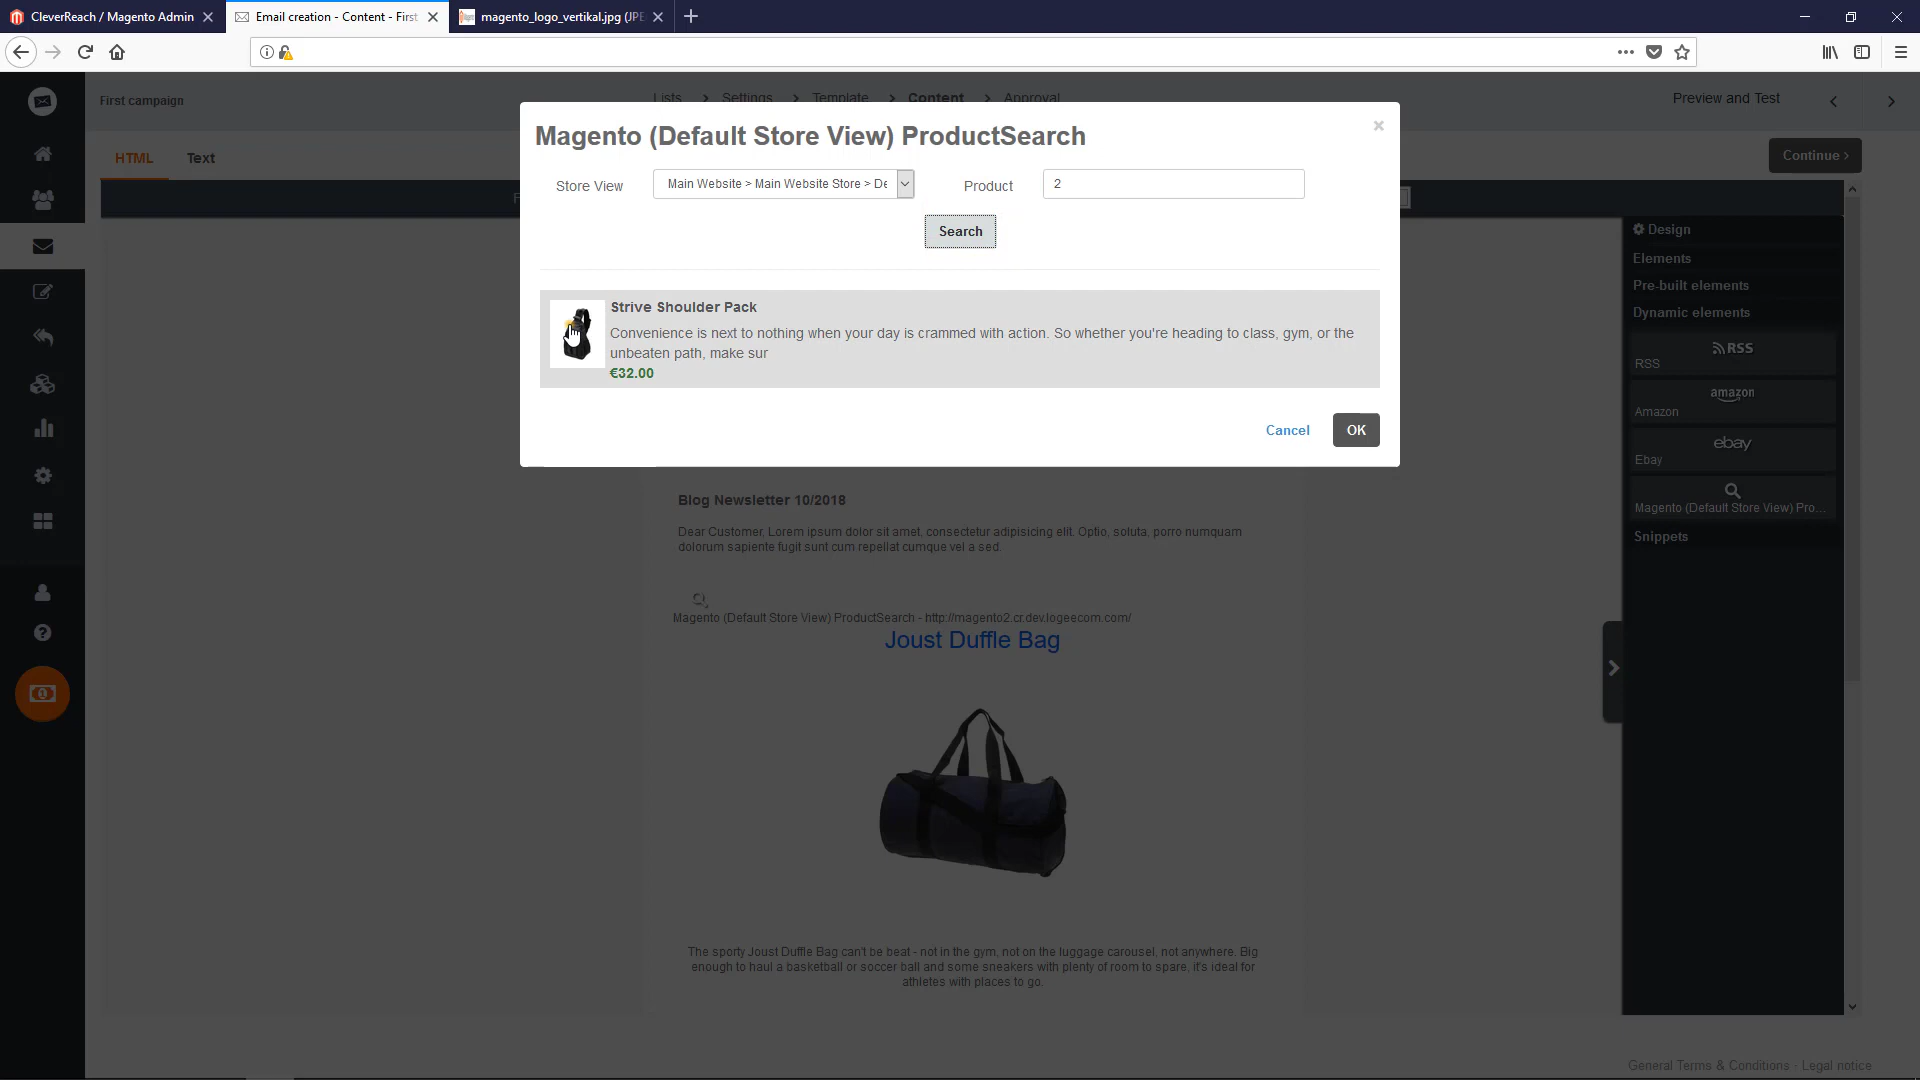 CleverReach / Magento Admin
Email creation - Content - First
magento_logo_vertikal.jpg (JPE
First campaign
Lists
Settings
Template
Content
Approval
Preview and Test
HTML
Text
Continue
Magento (Default Store View) ProductSearch
Store View
Main Website > Main Website Store > De
Product
2
Search
Strive Shoulder Pack
Convenience is next to nothing when your day is crammed with action. So whether you're heading to class, gym, or the
unbeaten path, make sur
€32.00
Cancel
OK
Design
Elements
Pre-built elements
Dynamic elements
RSS
RSS
amazon
Amazon
ebay
Ebay
Magento (Default Store View) Pro...
Snippets
Blog Newsletter 10/2018
Dear Customer, Lorem ipsum dolor sit amet, consectetur adipisicing elit. Optio, soluta, porro numquam
dolorum sapiente fugit sunt cum repellat cumque vel a sed.
Magento (Default Store View) ProductSearch - http://magento2.cr.dev.logeecom.com/
Joust Duffle Bag
The sporty Joust Duffle Bag can't be beat - not in the gym, not on the luggage carousel, not anywhere. Big
enough to haul a basketball or soccer ball and some sneakers with plenty of room to spare, it's ideal for
athletes with places to go.
General Terms & Conditions - Legal notice